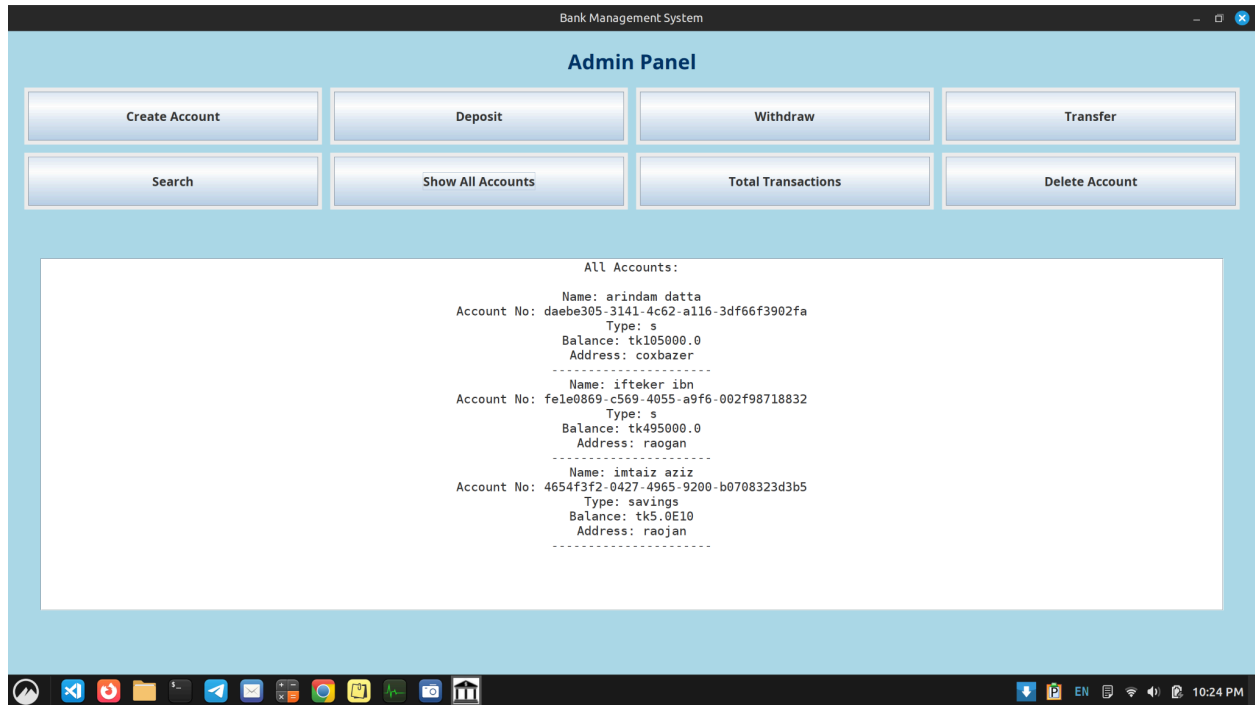 Bank Management System
Admin Panel
Create Account
Deposit
Withdraw
Transfer
Search
Show All Accounts
Total Transactions
Delete Account
All Accounts:
Name: arindam datta
Account No: daebe305-3141-4c62-a116-3df66f3902fa
Type: s
Balance: tk105000.0
Address: coxbazer
----------------------
Name: ifteker ibn
Account No: fe1e0869-c569-4055-a9f6-002f98718832
Type: s
Balance: tk495000.0
Address: raogan
----------------------
Name: imtaiz aziz
Account No: 4654f3f2-0427-4965-9200-b0708323d3b5
Type: savings
Balance: tk5.0E10
Address: raojan
----------------------
EN
10:24 PM